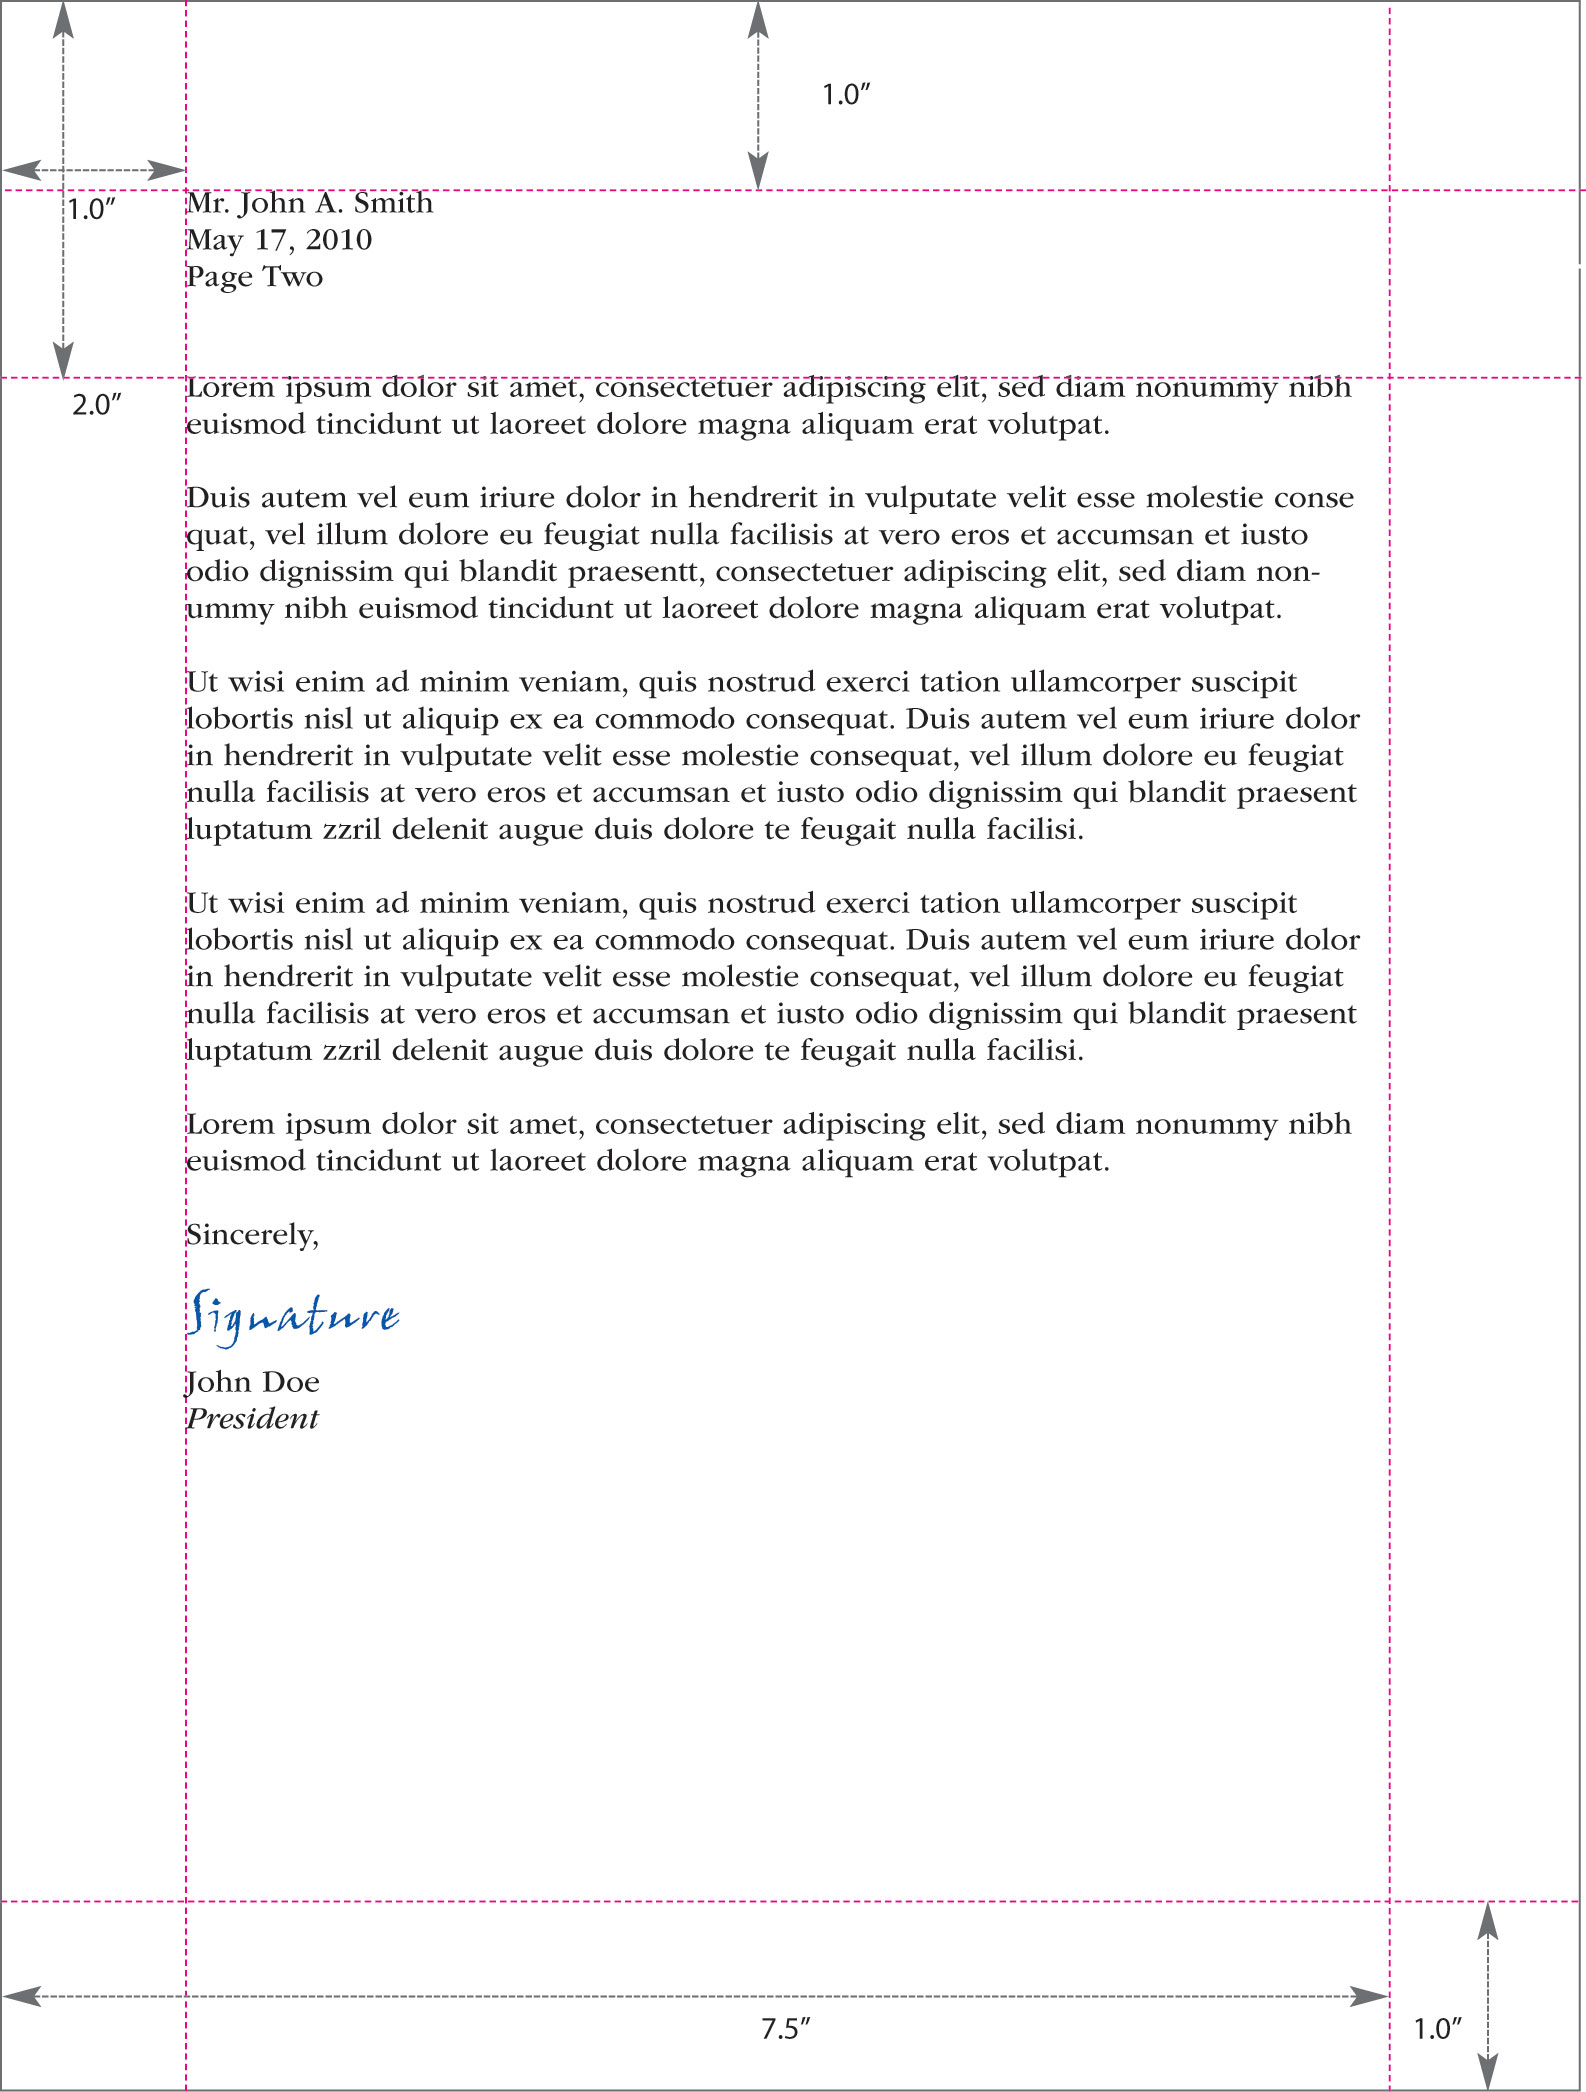 1.0”
1.0”
Mr. John A. Smith
May 17, 2010
Page Two
2.0”
Lorem ipsum dolor sit amet, consectetuer adipiscing elit, sed diam nonummy nibh
euismod tincidunt ut laoreet dolore magna aliquam erat volutpat.
Duis autem vel eum iriure dolor in hendrerit in vulputate velit esse molestie conse
quat, vel illum dolore eu feugiat nulla facilisis at vero eros et accumsan et iusto
odio dignissim qui blandit praesentt, consectetuer adipiscing elit, sed diam non-
ummy nibh euismod tincidunt ut laoreet dolore magna aliquam erat volutpat.
Ut wisi enim ad minim veniam, quis nostrud exerci tation ullamcorper suscipit
lobortis nisl ut aliquip ex ea commodo consequat. Duis autem vel eum iriure dolor
in hendrerit in vulputate velit esse molestie consequat, vel illum dolore eu feugiat
nulla facilisis at vero eros et accumsan et iusto odio dignissim qui blandit praesent
luptatum zzril delenit augue duis dolore te feugait nulla facilisi.
Ut wisi enim ad minim veniam, quis nostrud exerci tation ullamcorper suscipit
lobortis nisl ut aliquip ex ea commodo consequat. Duis autem vel eum iriure dolor
in hendrerit in vulputate velit esse molestie consequat, vel illum dolore eu feugiat
nulla facilisis at vero eros et accumsan et iusto odio dignissim qui blandit praesent
luptatum zzril delenit augue duis dolore te feugait nulla facilisi.
Lorem ipsum dolor sit amet, consectetuer adipiscing elit, sed diam nonummy nibh
euismod tincidunt ut laoreet dolore magna aliquam erat volutpat.
Sincerely,
Signature
John Doe
President
7.5”
1.0”